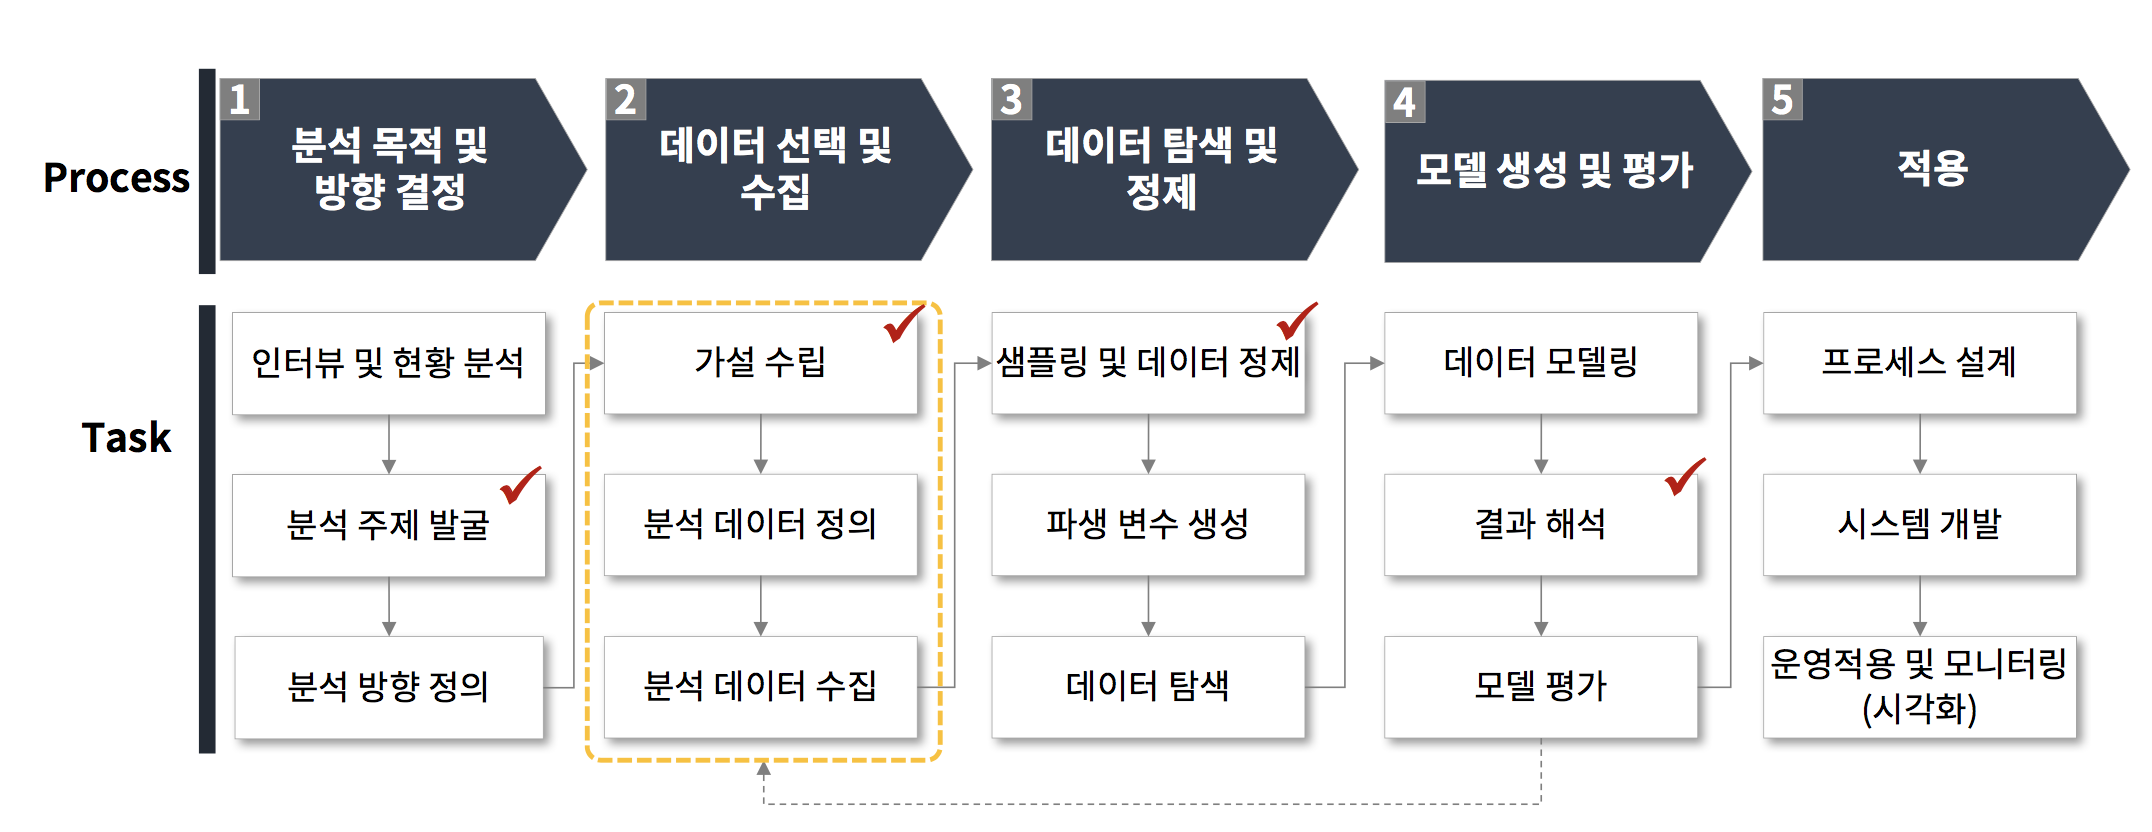 Process
1
분석 목적 및
방향 결정
2
데이터 선택 및
수집
3
데이터 탐색 및
정제
4
모델 생성 및 평가
5
적용
Task
인터뷰 및 현황 분석
분석 주제 발굴
분석 방향 정의
가설 수립
분석 데이터 정의
분석 데이터 수집
샘플링 및 데이터 정제
파생 변수 생성
데이터 탐색
데이터 모델링
결과 해석
모델 평가
프로세스 설계
시스템 개발
운영적용 및 모니터링
(시각화)